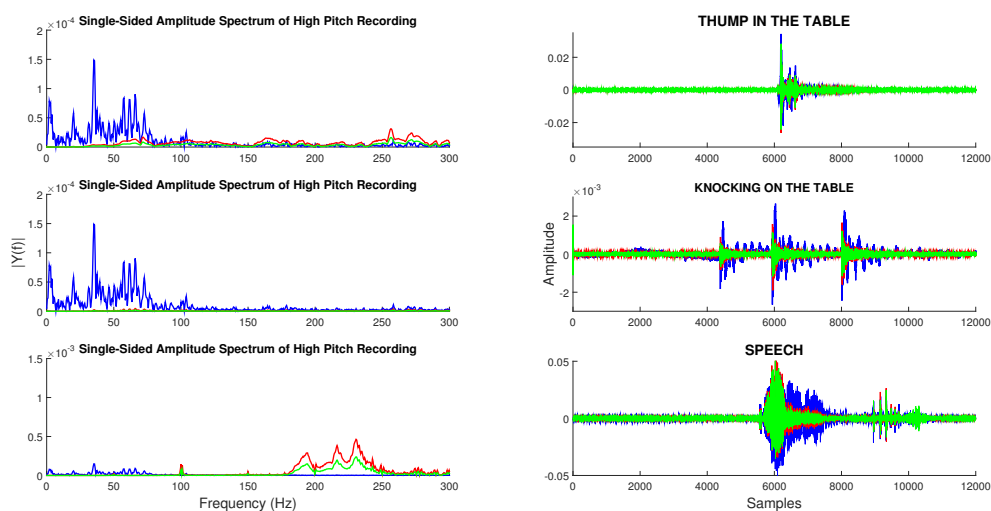 ×10⁻⁴ Single-Sided Amplitude Spectrum of High Pitch Recording
2
1.5
1
0.5
0
0 50 100 150 200 250 300
×10⁻⁴ Single-Sided Amplitude Spectrum of High Pitch Recording
2
1.5
1
0.5
0
0 50 100 150 200 250 300
|Y(f)|
Single-Sided Amplitude Spectrum of High Pitch Recording
1.5 ×10⁻³
1
0.5
0
0 50 100 150 200 250 300
Frequency (Hz)
THUMP IN THE TABLE
0.02
0
-0.02
0 2000 4000 6000 8000 10000 12000
KNOCKING ON THE TABLE
×10⁻³
2
0
-2
0 2000 4000 6000 8000 10000 12000
Amplitude
SPEECH
0.05
0
-0.05
0 2000 4000 6000 8000 10000 12000
Samples